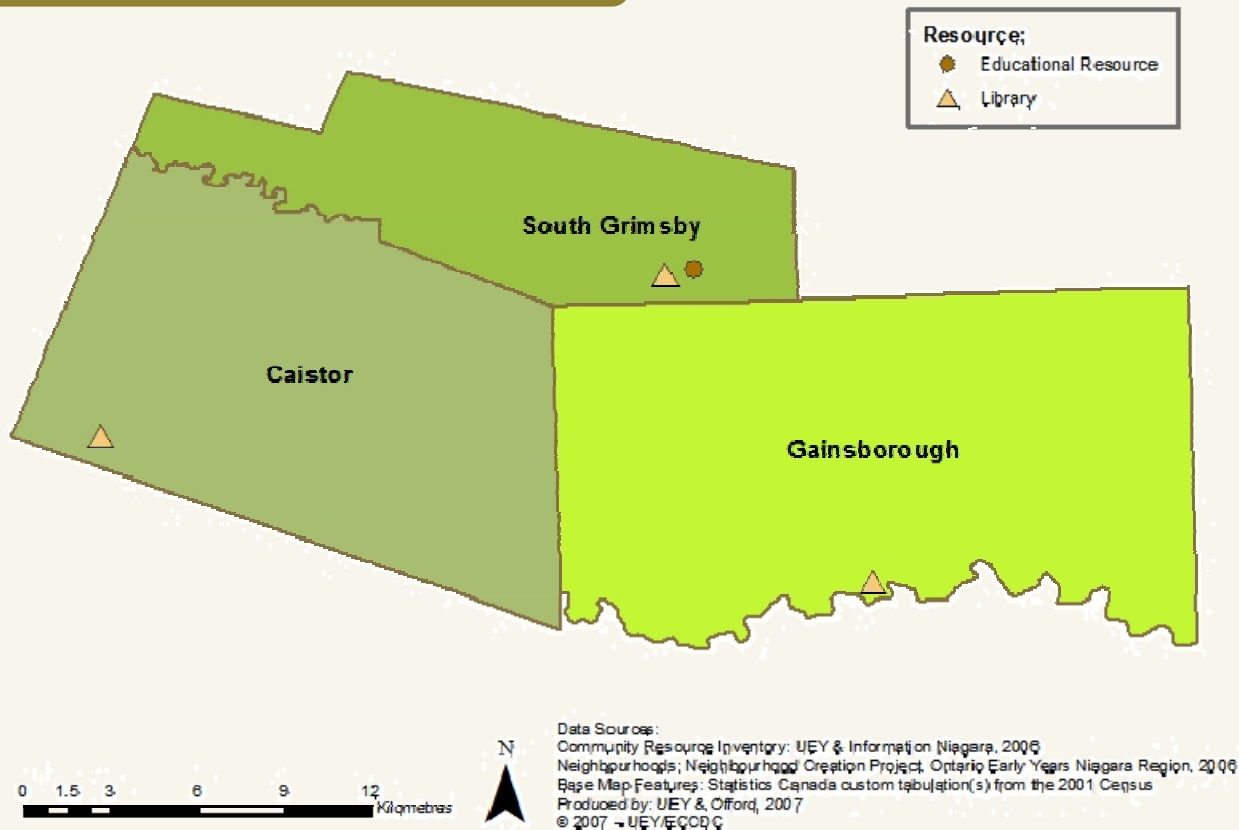 Resource;
Educational Resource
Library
South Grimsby
Caistor
Gainsborough
Data Sources:
Community Resource Inventory: UEY & Information Niagara, 2006
Neighbourhoods; Neighbourhood Creation Project, Ontario Early Years Niagara Region, 2006
Base Map Features: Statistics Canada custom tabulation(s) from the 2001 Census
Produced by: UEY & Offord, 2007
© 2007 - UEY/ECCDC
N
0 1.5 3 6 9 12
Kilometres